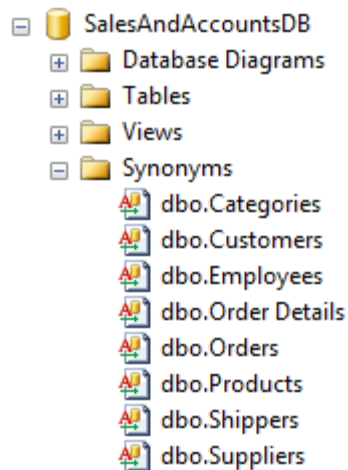 SalesAndAccountsDB
Database Diagrams
Tables
Views
Synonyms
dbo.Categories
dbo.Customers
dbo.Employees
dbo.Order Details
dbo.Orders
dbo.Products
dbo.Shippers
dbo.Suppliers